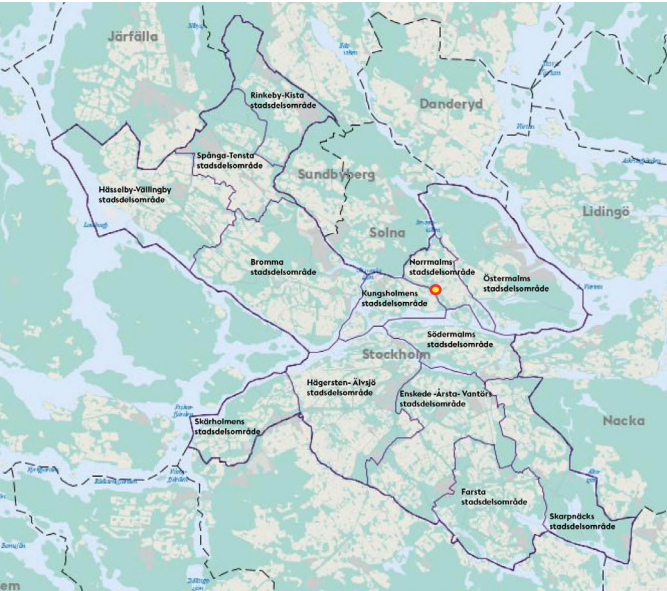 Järfälla
Rinkeby-Kista
stadsdelsområde
Danderyd
Spånga-Tensta
stadsdelsområde
Sundbyberg
Hässelby-Vällingby
stadsdelsområde
Lidingö
Solna
Bromma
stadsdelsområde
Norrmalms
stadsdelsområde
Östermalms
stadsdelsområde
Kungsholmens
stadsdelsområde
Södermalms
stadsdelsområde
Stockholm
Hägersten-Älvsjö
stadsdelsområde
Enskede -Årsta- Vantörs
stadsdelsområde
Skärholmens
stadsdelsområde
Nacka
Farsta
stadsdelsområde
Skarpnäcks
stadsdelsområde